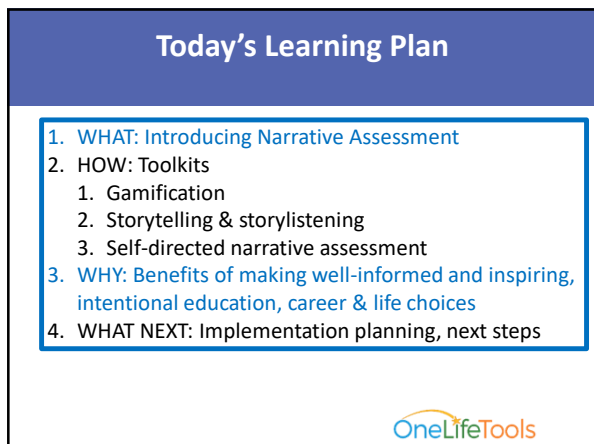 Today's Learning Plan
1. WHAT: Introducing Narrative Assessment
2. HOW: Toolkits
1. Gamification
2. Storytelling & storylistening
3. Self-directed narrative assessment
3. WHY: Benefits of making well-informed and inspiring,
intentional education, career & life choices
4. WHAT NEXT: Implementation planning, next steps
OneLifeTools